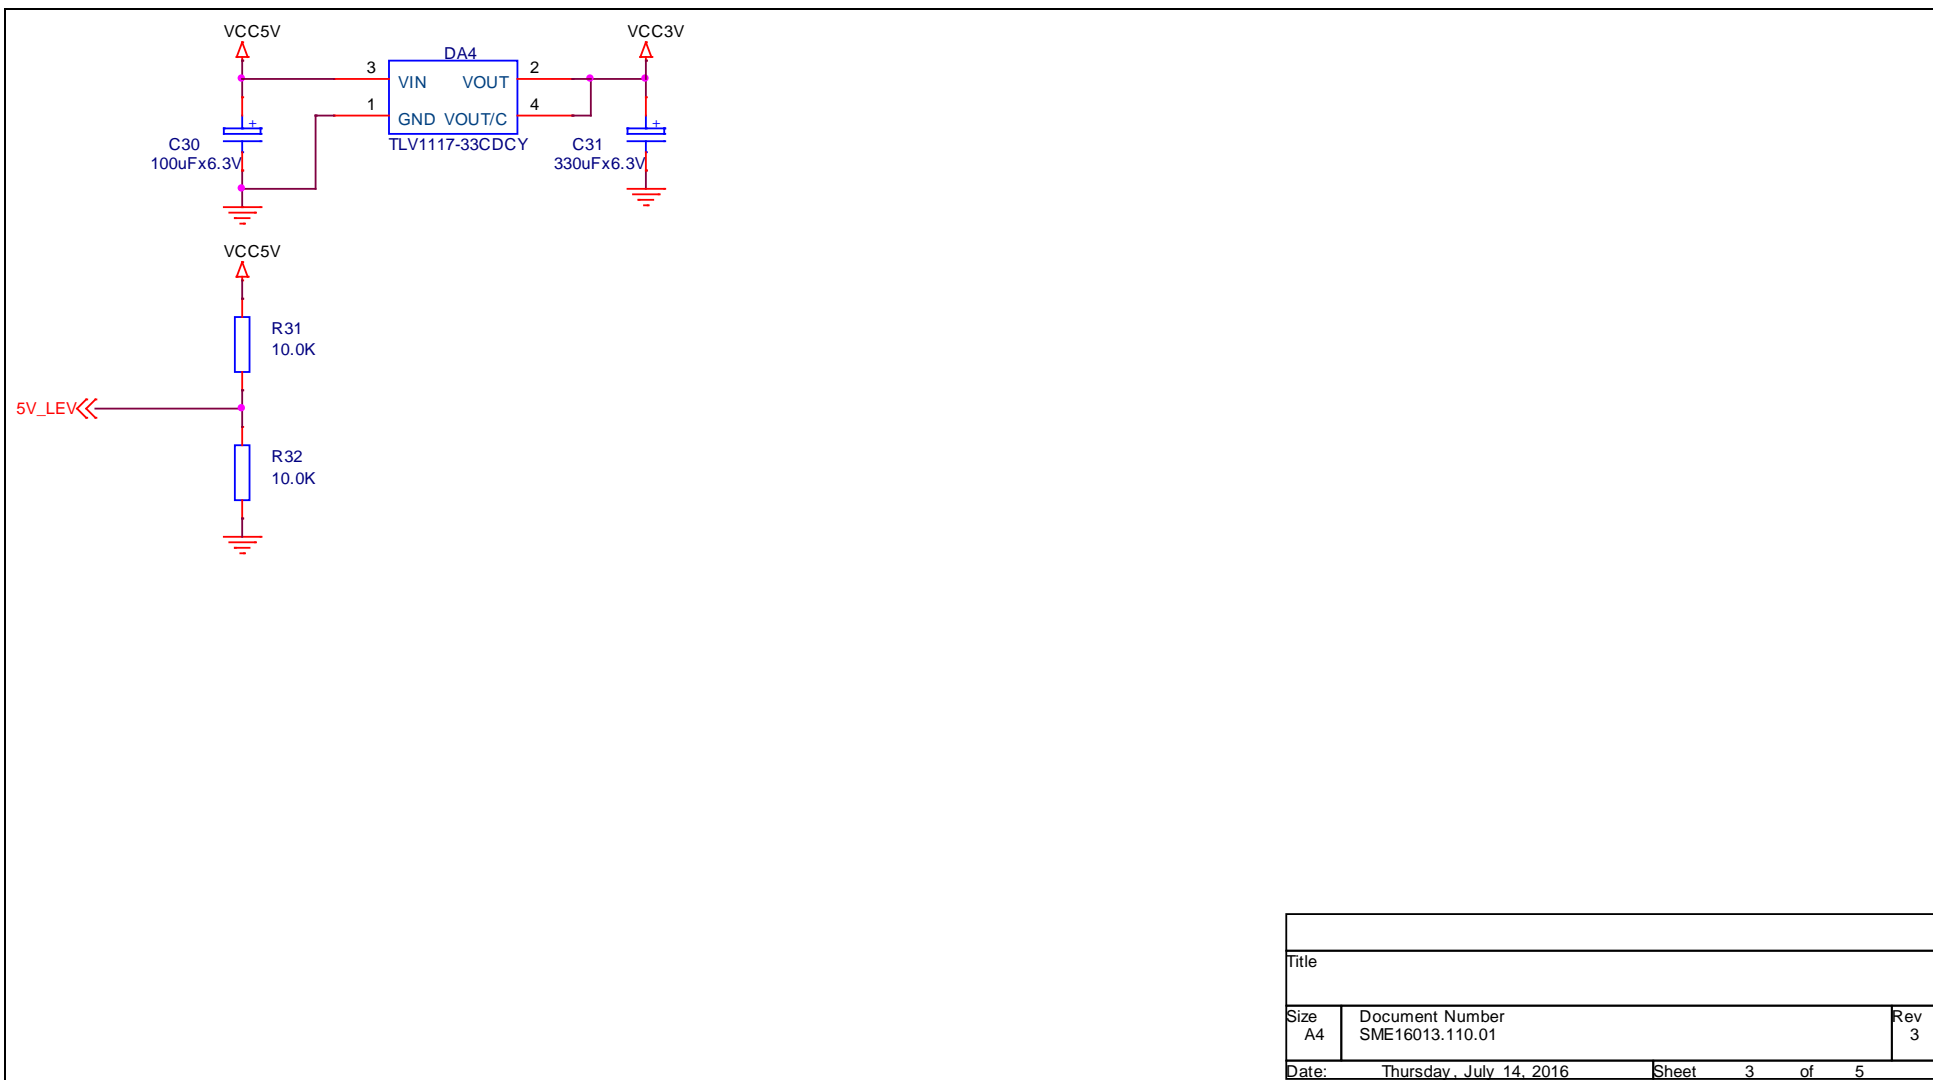 VCC5V
VCC3V
DA4
3 VIN VOUT 2
1 GND VOUT/C 4
TLV1117-33CDCY
+
C30
100uFx6.3V
+
C31
330uFx6.3V
VCC5V
R31
10.0K
5V_LEV
R32
10.0K
Title
Size Document Number Rev
A4 SME16013.110.01 3
Date: Thursday, July 14, 2016 Sheet 3 of 5